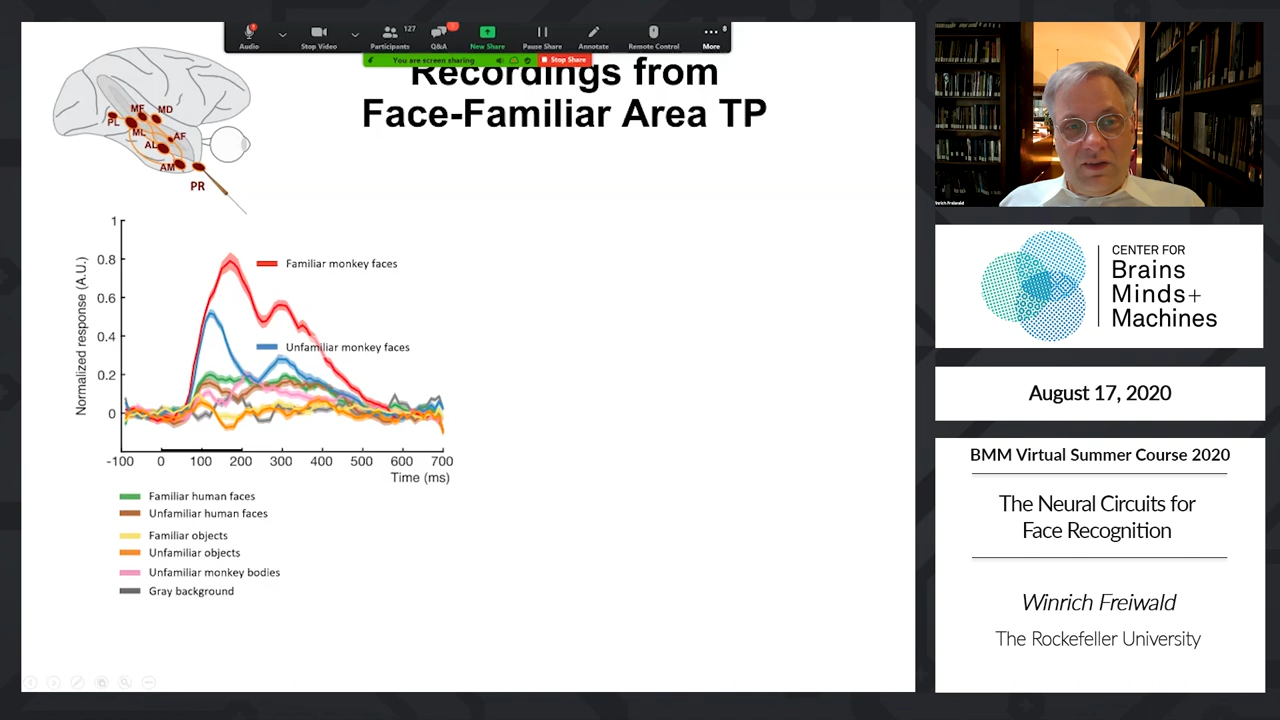 Audio
Stop Video
Participants
127
Q&A
New Share
Pause Share
Annotate
Remote Control
More
You are screen sharing
Stop Share
Recordings from
Face-Familiar Area TP
MF
MD
PL
ML
AF
AL
AM
PR
1
0.8
0.6
0.4
0.2
0
Normalized response (A.U.)
Familiar monkey faces
Unfamiliar monkey faces
-100 0 100 200 300 400 500 600 700
Time (ms)
Familiar human faces
Unfamiliar human faces
Familiar objects
Unfamiliar objects
Unfamiliar monkey bodies
Gray background
Winrich Freiwald
CENTER FOR
Brains
Minds+
Machines
August 17, 2020
BMM Virtual Summer Course 2020
The Neural Circuits for
Face Recognition
Winrich Freiwald
The Rockefeller University